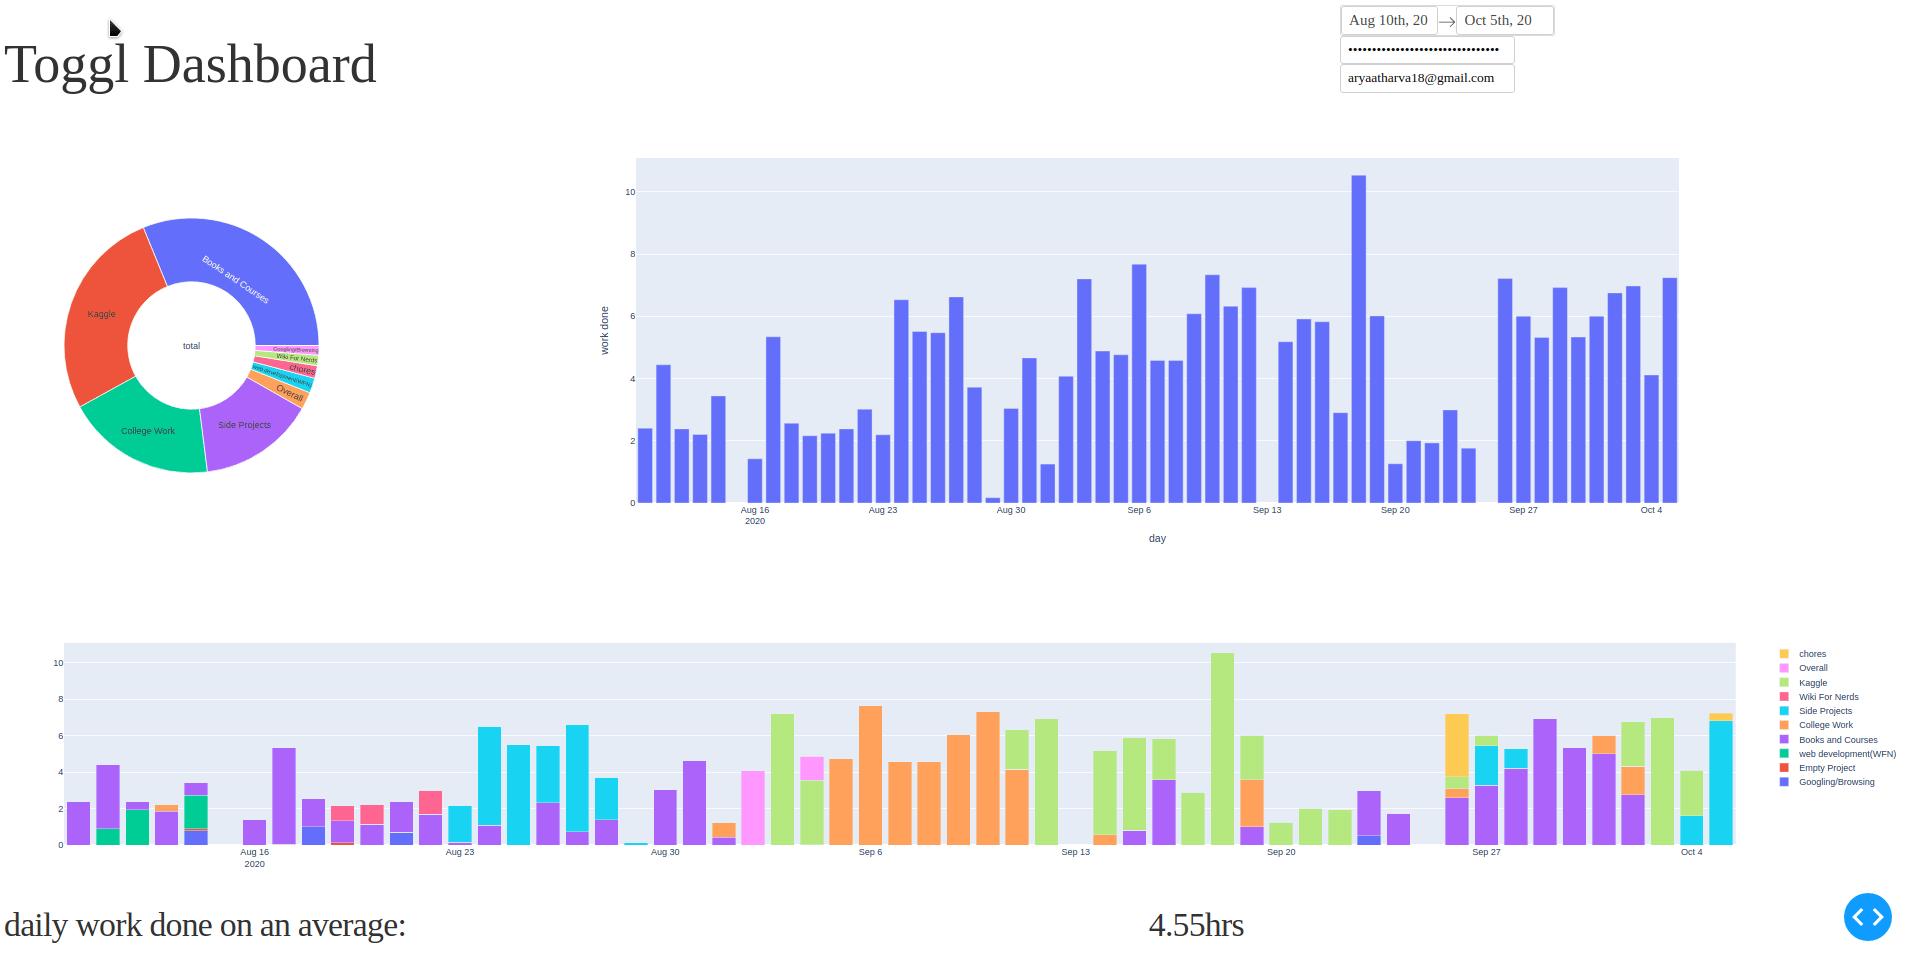 Aug 10th, 20 → Oct 5th, 20
••••••••••••••••••••••••••••••••
aryaatharva18@gmail.com
Toggl Dashboard
Books and Courses
Kaggle
total
Googling/Browsing
Wiki For Nerds
chores
web development(WFN)
Overall
Side Projects
College Work
10
8
6
4
2
0
work done
Aug 16 Aug 23 Aug 30 Sep 6 Sep 13 Sep 20 Sep 27 Oct 4
2020
day
10
8
6
4
2
0
Aug 16 Aug 23 Aug 30 Sep 6 Sep 13 Sep 20 Sep 27 Oct 4
2020
chores
Overall
Kaggle
Wiki For Nerds
Side Projects
College Work
Books and Courses
web development(WFN)
Empty Project
Googling/Browsing
daily work done on an average: 4.55hrs